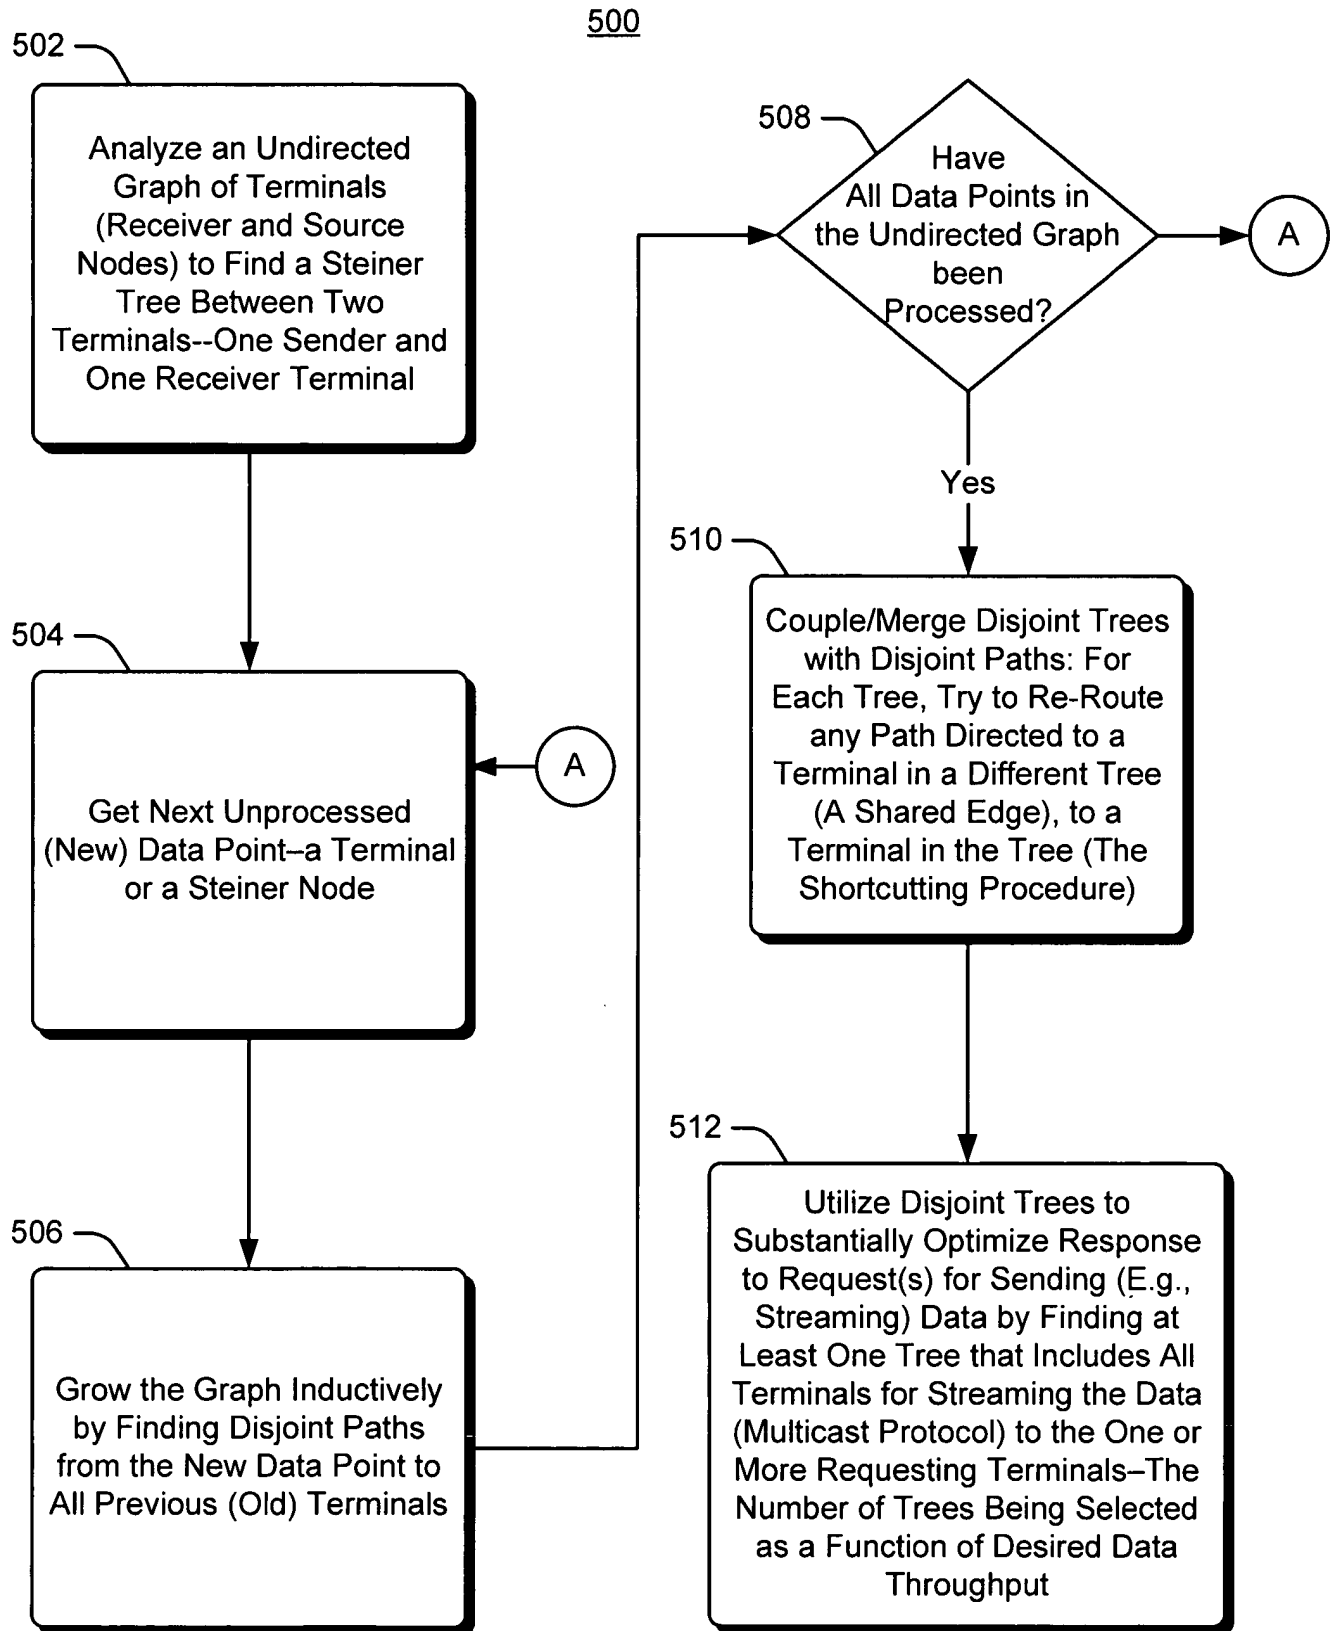 500
502
Analyze an Undirected
Graph of Terminals
(Receiver and Source
Nodes) to Find a Steiner
Tree Between Two
Terminals--One Sender and
One Receiver Terminal
504
Get Next Unprocessed
(New) Data Point–a Terminal
or a Steiner Node
A
506
Grow the Graph Inductively
by Finding Disjoint Paths
from the New Data Point to
All Previous (Old) Terminals
508
Have
All Data Points in
the Undirected Graph
been
Processed?
A
Yes
510
Couple/Merge Disjoint Trees
with Disjoint Paths: For
Each Tree, Try to Re-Route
any Path Directed to a
Terminal in a Different Tree
(A Shared Edge), to a
Terminal in the Tree (The
Shortcutting Procedure)
512
Utilize Disjoint Trees to
Substantially Optimize Response
to Request(s) for Sending (E.g.,
Streaming) Data by Finding at
Least One Tree that Includes All
Terminals for Streaming the Data
(Multicast Protocol) to the One or
More Requesting Terminals–The
Number of Trees Being Selected
as a Function of Desired Data
Throughput